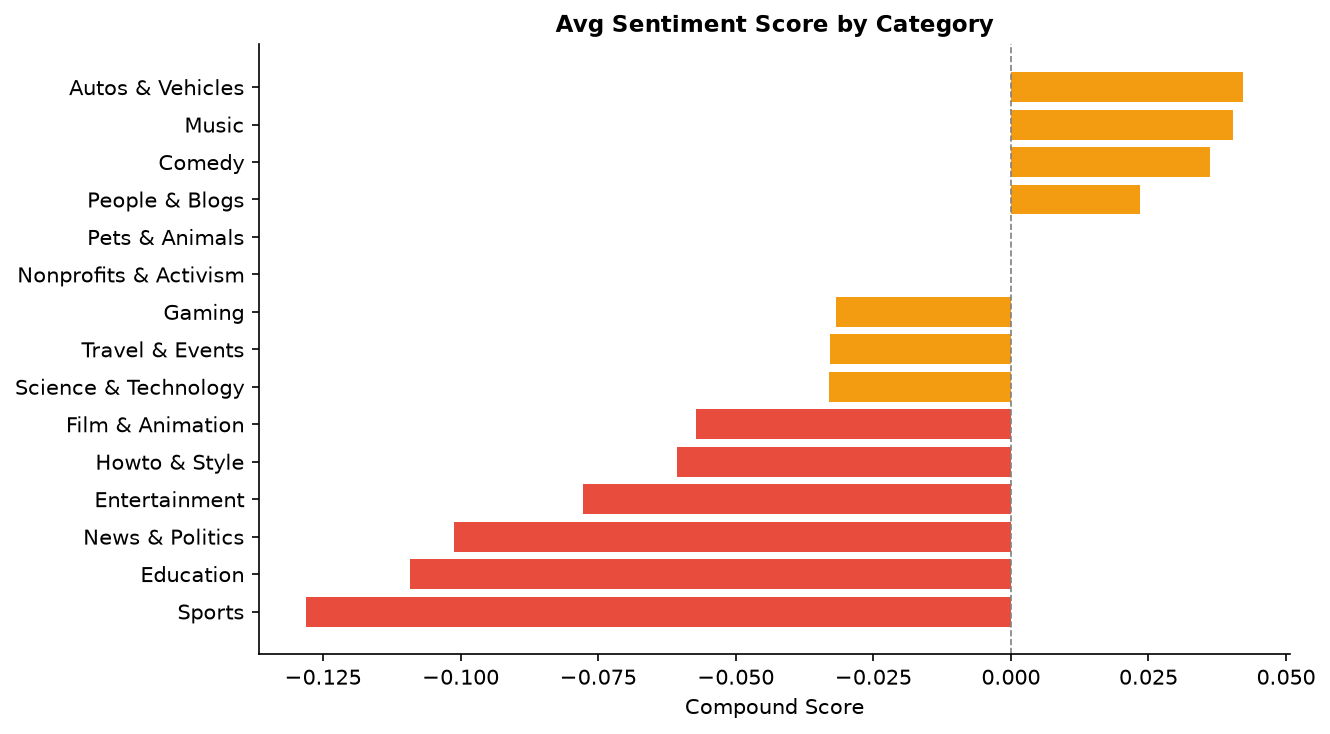 Avg Sentiment Score by Category
Autos & Vehicles
Music
Comedy
People & Blogs
Pets & Animals
Nonprofits & Activism
Gaming
Travel & Events
Science & Technology
Film & Animation
Howto & Style
Entertainment
News & Politics
Education
Sports
−0.125 −0.100 −0.075 −0.050 −0.025 0.000 0.025 0.050
Compound Score